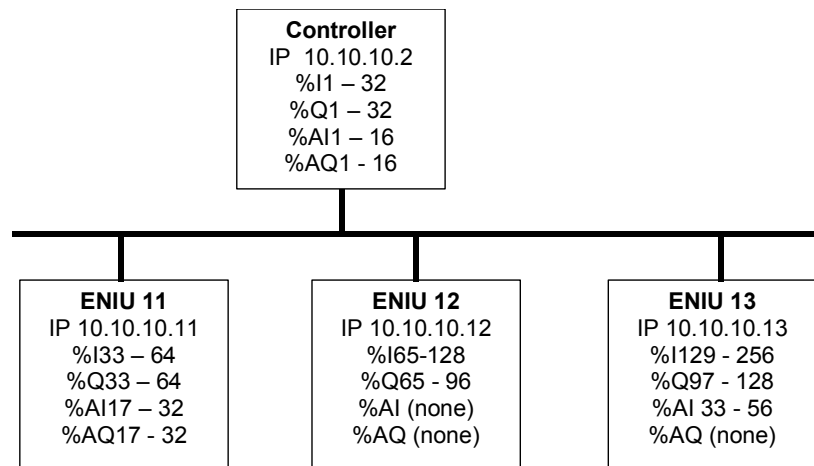 Controller
IP 10.10.10.2
%I1 – 32
%Q1 – 32
%AI1 – 16
%AQ1 - 16
ENIU 11
IP 10.10.10.11
%I33 – 64
%Q33 – 64
%AI17 – 32
%AQ17 - 32
ENIU 12
IP 10.10.10.12
%I65-128
%Q65 - 96
%AI (none)
%AQ (none)
ENIU 13
IP 10.10.10.13
%I129 - 256
%Q97 - 128
%AI 33 - 56
%AQ (none)